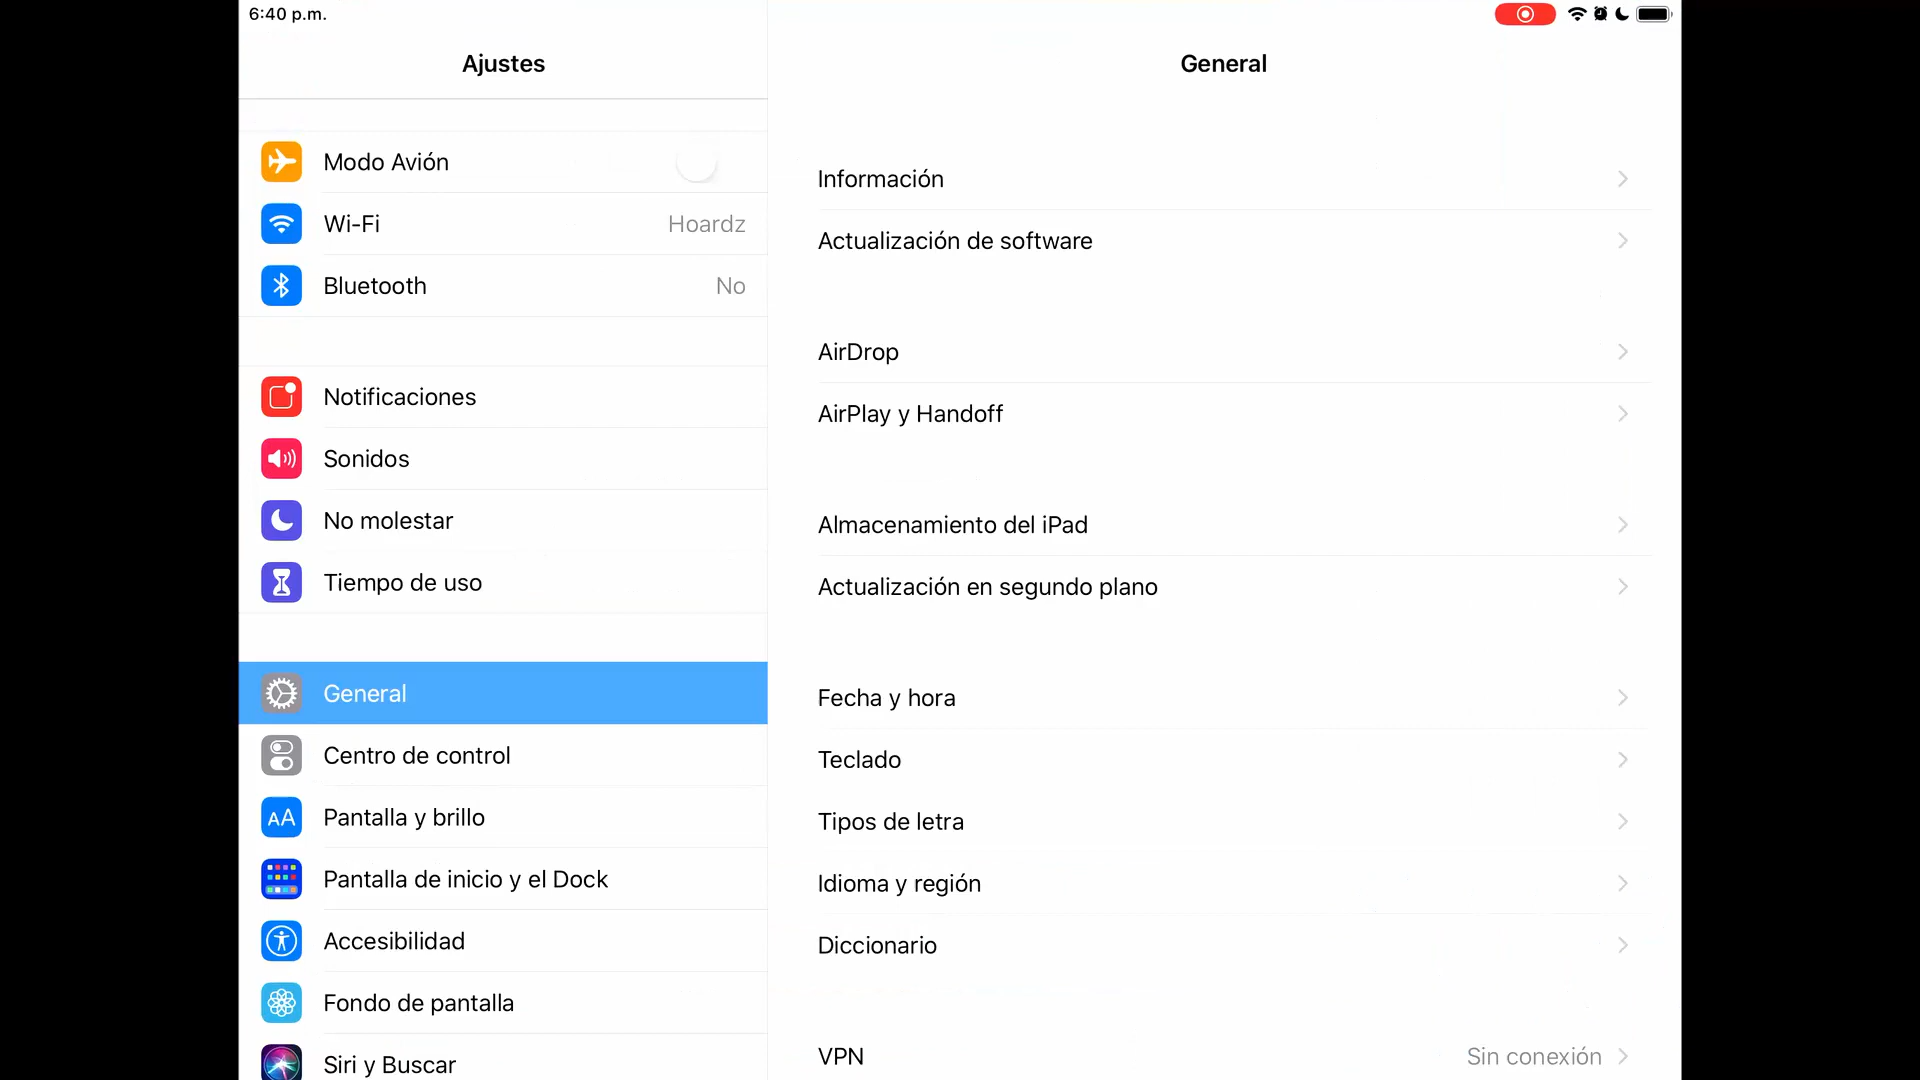 6:40 p.m.
Ajustes
Modo Avión
Wi-Fi
Hoardz
Bluetooth
No
Notificaciones
Sonidos
No molestar
Tiempo de uso
General
Centro de control
AA
Pantalla y brillo
Pantalla de inicio y el Dock
Accesibilidad
Fondo de pantalla
Siri y Buscar
General
Información
Actualización de software
AirDrop
AirPlay y Handoff
Almacenamiento del iPad
Actualización en segundo plano
Fecha y hora
Teclado
Tipos de letra
Idioma y región
Diccionario
VPN
Sin conexión